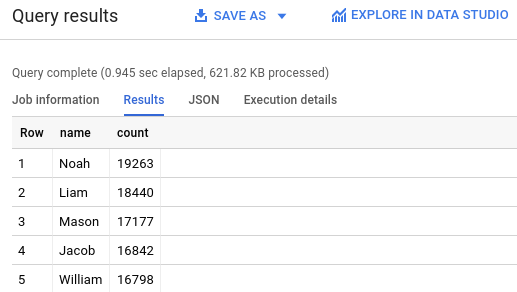 Query results SAVE AS EXPLORE IN DATA STUDIO
Query complete (0.945 sec elapsed, 621.82 KB processed)
Job information Results JSON Execution details
Row name count
1 Noah 19263
2 Liam 18440
3 Mason 17177
4 Jacob 16842
5 William 16798